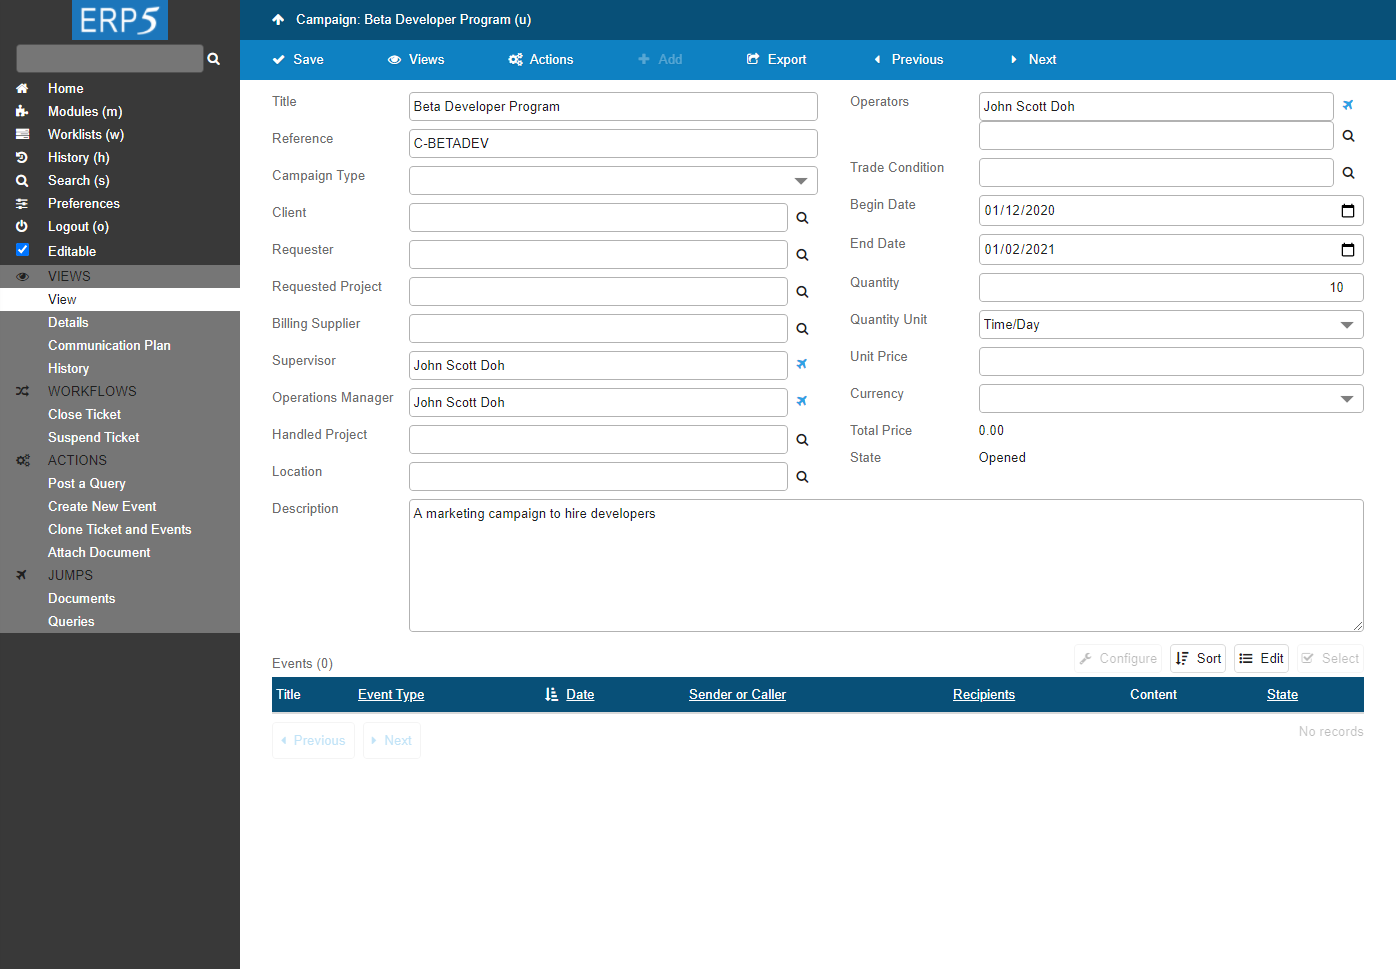 ERP5
Home
Modules (m)
Worklists (w)
History (h)
Search (s)
Preferences
Logout (o)
Editable
VIEWS
View
Details
Communication Plan
History
WORKFLOWS
Close Ticket
Suspend Ticket
ACTIONS
Post a Query
Create New Event
Clone Ticket and Events
Attach Document
JUMPS
Documents
Queries
Campaign: Beta Developer Program (u)
Save Views Actions Add Export Previous Next
Title Beta Developer Program
Reference C-BETADEV
Campaign Type
Client
Requester
Requested Project
Billing Supplier
Supervisor John Scott Doh
Operations Manager John Scott Doh
Handled Project
Location
Operators John Scott Doh
Trade Condition
Begin Date 01/12/2020
End Date 01/02/2021
Quantity 10
Quantity Unit Time/Day
Unit Price
Currency
Total Price 0.00
State Opened
Description A marketing campaign to hire developers
Events (0) Configure Sort Edit Select
Title Event Type Date Sender or Caller Recipients Content State
Previous Next No records